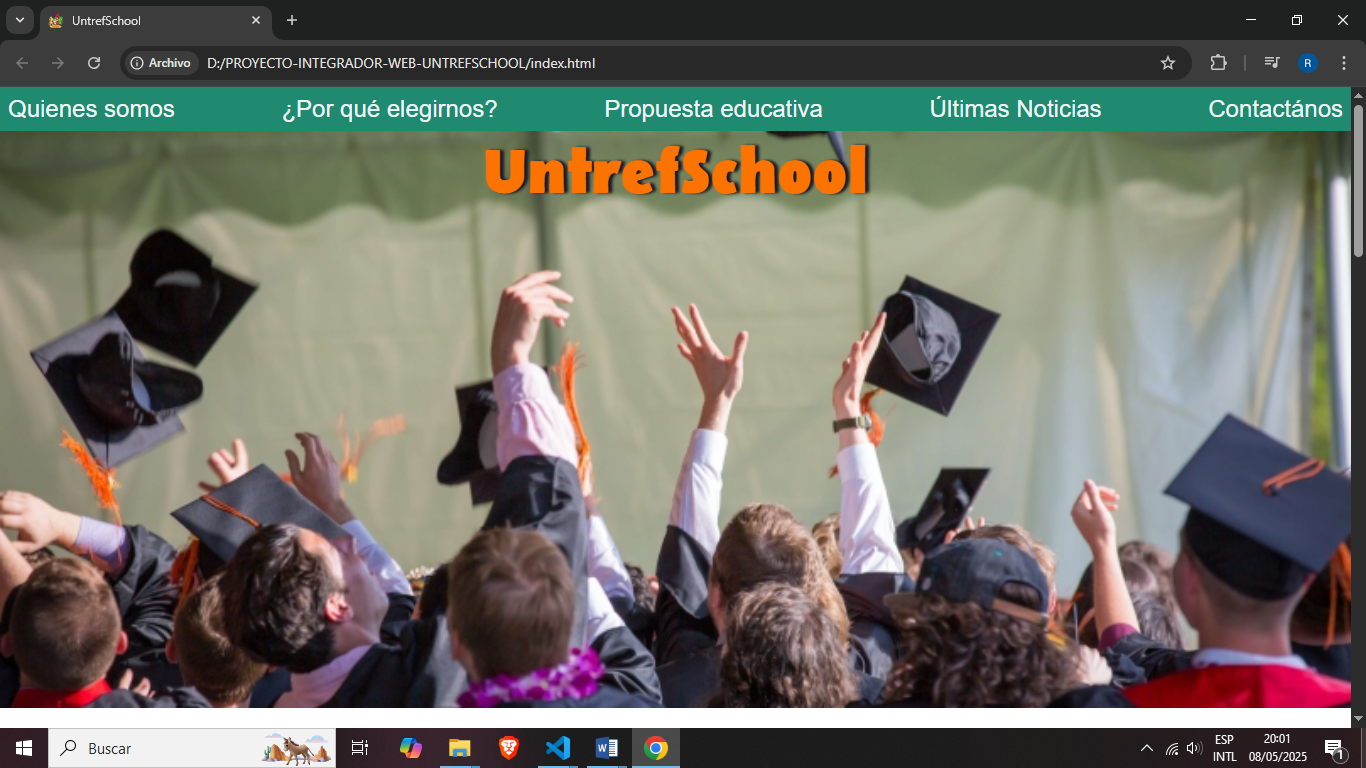 UntrefSchool
Archivo D:/PROYECTO-INTEGRADOR-WEB-UNTREFSCHOOL/index.html R
Quienes somos ¿Por qué elegirnos? Propuesta educativa Últimas Noticias Contactános
UntrefSchool
Buscar
ESP
INTL
20:01
08/05/2025
1